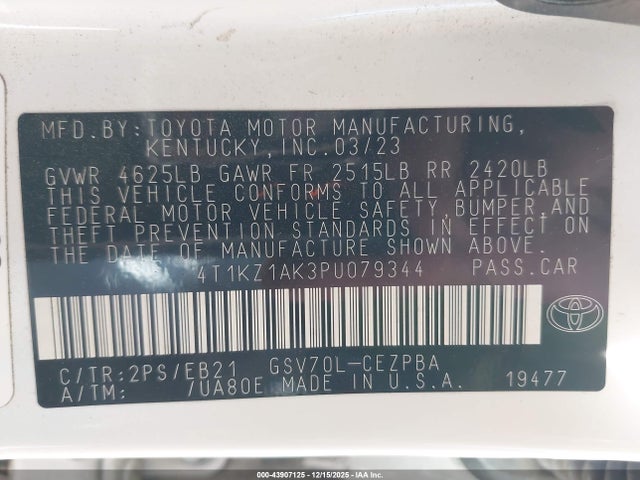 MFD.BY:TOYOTA MOTOR MANUFACTURING,
KENTUCKY,INC.03/23
GVWR 4625LB GAWR FR 2515LB RR 2420LB
THIS VEHICLE CONFORMS TO ALL APPLICABLE
FEDERAL MOTOR VEHICLE SAFETY,BUMPER,AND
THEFT PREVENTION STANDARDS IN EFFECT ON
THE DATE OF MANUFACTURE SHOWN ABOVE.
4T1KZ1AK3PU079344 PASS.CAR
C/TR:2PS/EB21 GSV70L-CEZPBA
A/TM: /UA80E MADE IN U.S.A. 19477
000-43907125 - 12/15/2025 - IAA Inc.